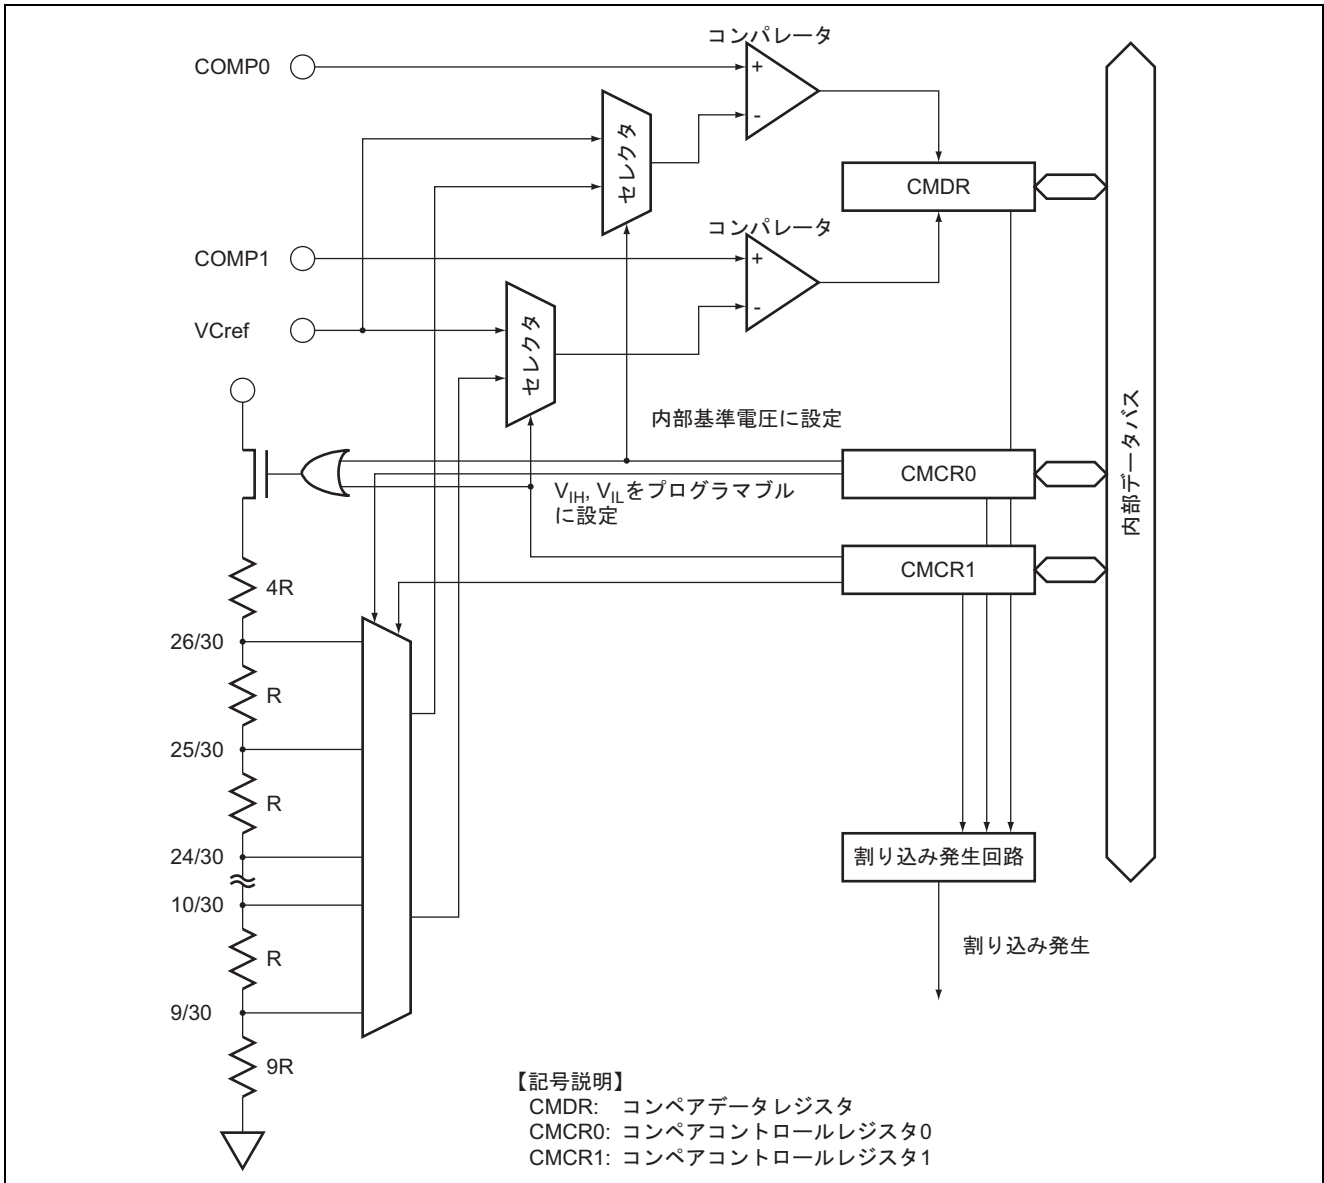 コンパレータ
COMP0
+
-
セレクタ
CMDR
コンパレータ
COMP1
+
-
VCref
セレクタ
内部データバス
内部基準電圧に設定
CMCR0
VIH, VILをプログラマブル
に設定
CMCR1
4R
26/30
R
25/30
R
24/30
10/30
R
9/30
9R
割り込み発生回路
割り込み発生
【記号説明】
CMDR: コンペアデータレジスタ
CMCR0: コンペアコントロールレジスタ0
CMCR1: コンペアコントロールレジスタ1